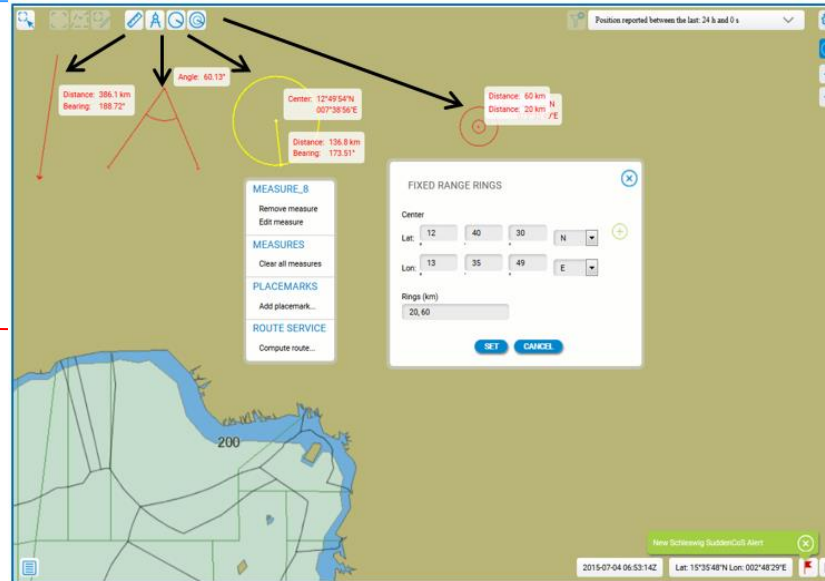 Position reported between the last: 24 h and 0 s
Distance: 386.1 km
Bearing: 188.72°
Angle: 60.13°
Center: 12°49'54"N
007°38'56"E
Distance: 136.8 km
Bearing: 173.51°
Distance: 60 km
N
Distance: 20 km
/'E
MEASURE_8
Remove measure
Edit measure
MEASURES
Clear all measures
PLACEMARKS
Add placemark...
ROUTE SERVICE
Compute route...
FIXED RANGE RINGS
Center
Lat: 12 ° 40 ' 30 " N
Lon: 13 ° 35 ' 49 " E
Rings (km)
20, 60
SET CANCEL
200
New Schleswig SuddenCoS Alert
2015-07-04 06:53:14Z Lat: 15°35'48"N Lon: 002°48'29"E